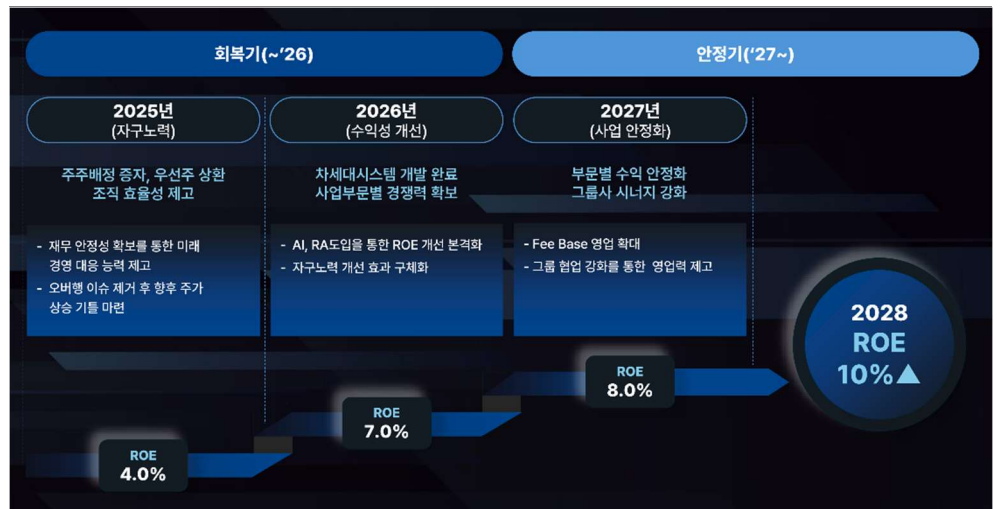 회복기(~'26)
안정기('27~)
2025년
(자구노력)
2026년
(수익성 개선)
2027년
(사업 안정화)
주주배정 증자, 우선주 상환
조직 효율성 제고
차세대시스템 개발 완료
사업부문별 경쟁력 확보
부문별 수익 안정화
그룹사 시너지 강화
- 재무 안정성 확보를 통한 미래
경영 대응 능력 제고
- 오버행 이슈 제거 후 향후 주가
상승 기틀 마련
- AI, RA도입을 통한 ROE 개선 본격화
- 자구노력 개선 효과 구체화
- Fee Base 영업 확대
- 그룹 협업 강화를 통한 영업력 제고
ROE
4.0%
ROE
7.0%
ROE
8.0%
2028
ROE
10%▲